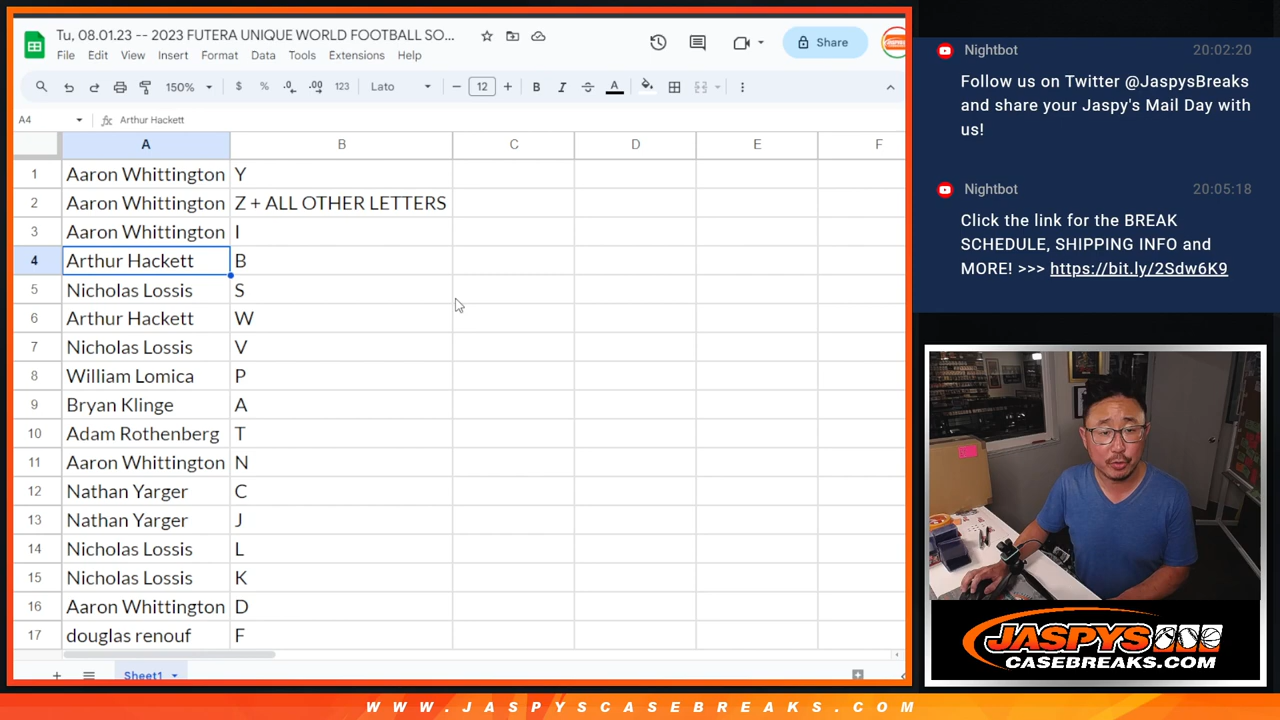 Tu, 08.01.23 -- 2023 FUTERA UNIQUE WORLD FOOTBALL SO...
File Edit View Insert Format Data Tools Extensions Help
Share
150% $ % .0 .00 123 Lato - 12 + B I S A
A4 fx Arthur Hackett
A B C D E F
1 Aaron Whittington Y
2 Aaron Whittington Z + ALL OTHER LETTERS
3 Aaron Whittington I
4 Arthur Hackett B
5 Nicholas Lossis S
6 Arthur Hackett W
7 Nicholas Lossis V
8 William Lomica P
9 Bryan Klinge A
10 Adam Rothenberg T
11 Aaron Whittington N
12 Nathan Yarger C
13 Nathan Yarger J
14 Nicholas Lossis L
15 Nicholas Lossis K
16 Aaron Whittington D
17 douglas renouf F
Sheet1
Nightbot 20:02:20
Follow us on Twitter @JaspysBreaks
and share your Jaspy's Mail Day with
us!
Nightbot 20:05:18
Click the link for the BREAK
SCHEDULE, SHIPPING INFO and
MORE! >>> https://bit.ly/2Sdw6K9
JASPYS
CASEBREAKS.COM
WWW.JASPYSCASEBREAKS.COM